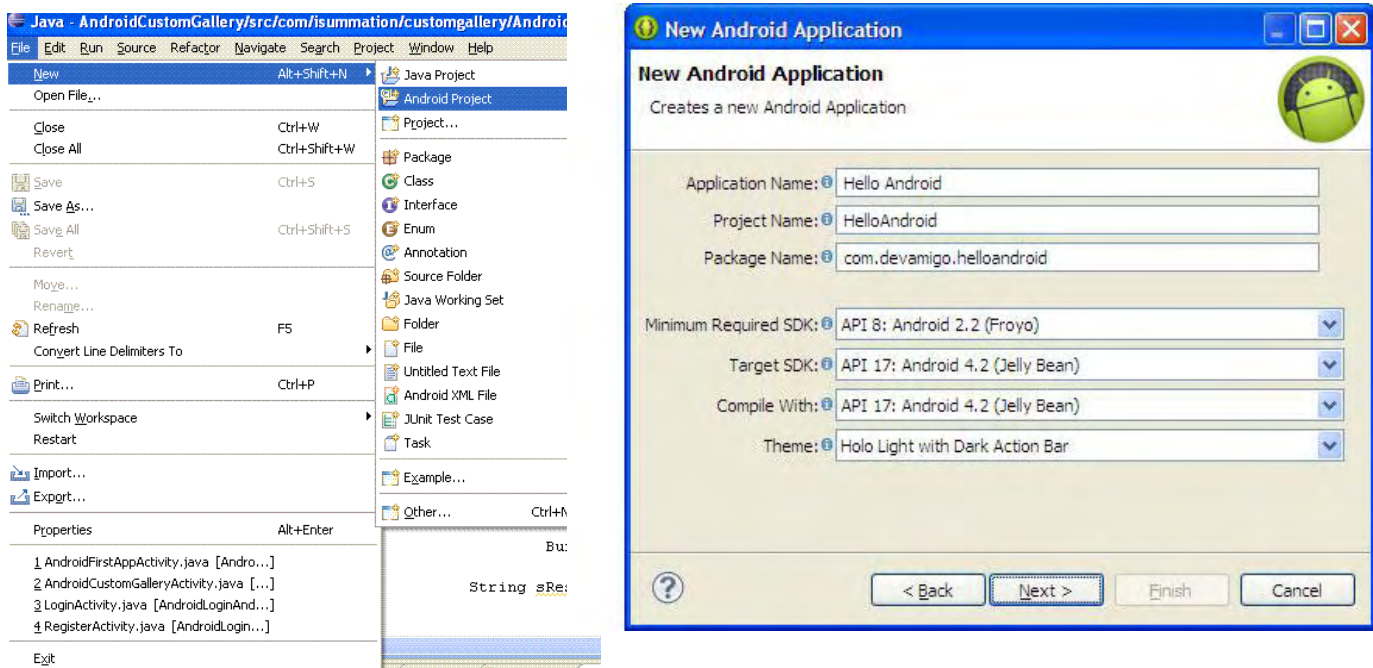 Java - AndroidCustomGallery/src/com/isummation/customgallery/Androi
File Edit Run Source Refactor Navigate Search Project Window Help
New Alt+Shift+N
Open File...
Close Ctrl+W
Close All Ctrl+Shift+W
Save Ctrl+S
Save As...
Save All Ctrl+Shift+S
Revert
Move...
Rename...
Refresh F5
Convert Line Delimiters To
Print... Ctrl+P
Switch Workspace
Restart
Import...
Export...
Properties Alt+Enter
1 AndroidFirstAppActivity.java [Andro...]
2 AndroidCustomGalleryActivity.java [...]
3 LoginActivity.java [AndroidLoginAnd...]
4 RegisterActivity.java [AndroidLogin...]
Exit
Java Project
Android Project
Project...
Package
Class
Interface
Enum
Annotation
Source Folder
Java Working Set
Folder
File
Untitled Text File
Android XML File
JUnit Test Case
Task
Example...
Other... Ctrl+N
Bu
String sRes
New Android Application
New Android Application
Creates a new Android Application
Application Name: Hello Android
Project Name: HelloAndroid
Package Name: com.devamigo.helloandroid
Minimum Required SDK: API 8: Android 2.2 (Froyo)
Target SDK: API 17: Android 4.2 (Jelly Bean)
Compile With: API 17: Android 4.2 (Jelly Bean)
Theme: Holo Light with Dark Action Bar
? < Back Next > Finish Cancel